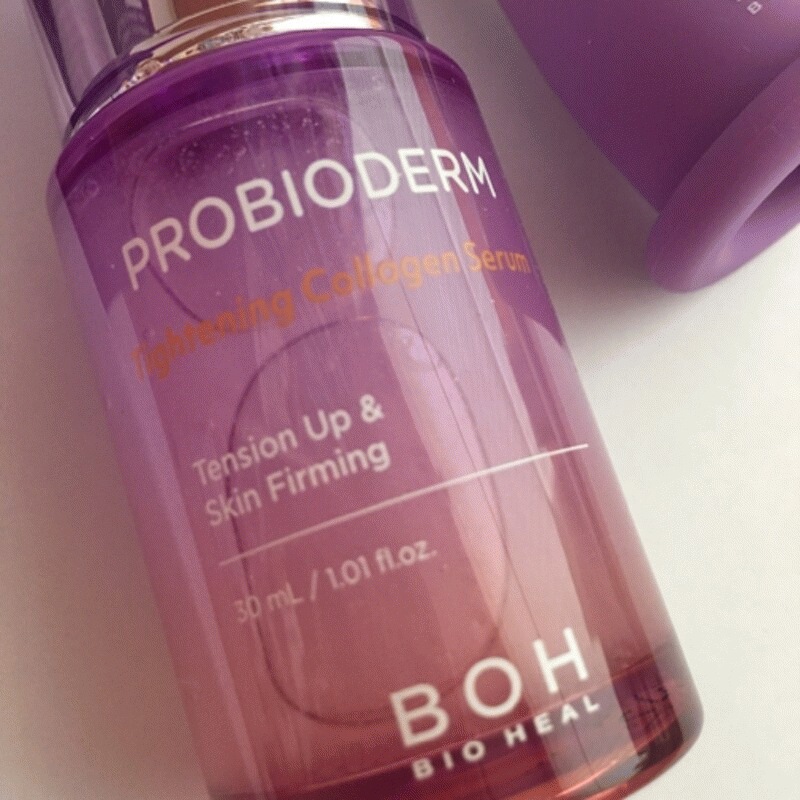 PROBIODERM
Tightening Collagen Serum
Tension Up &
Skin Firming
30 mL / 1.01 fl.oz.
BOH
BIO HEAL